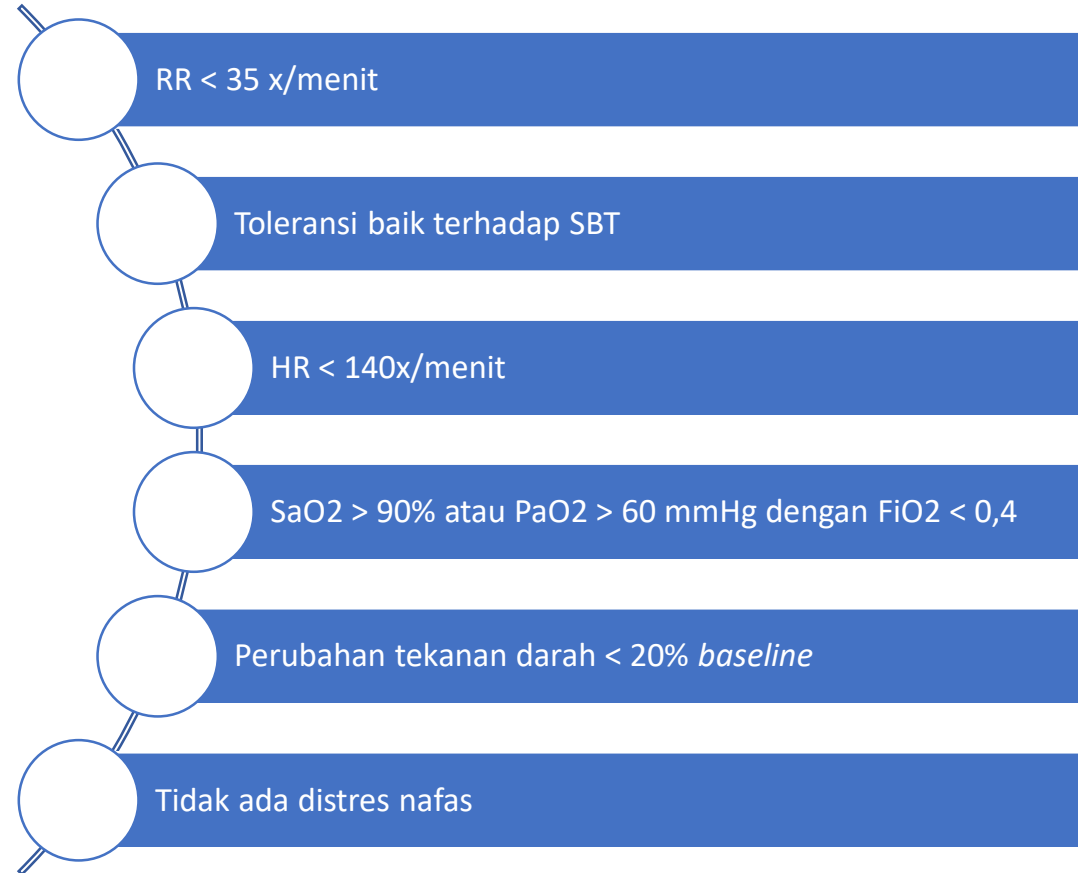 RR < 35 x/menit
Toleransi baik terhadap SBT
HR < 140x/menit
SaO2 > 90% atau PaO2 > 60 mmHg dengan FiO2 < 0,4
Perubahan tekanan darah < 20% baseline
Tidak ada distres nafas